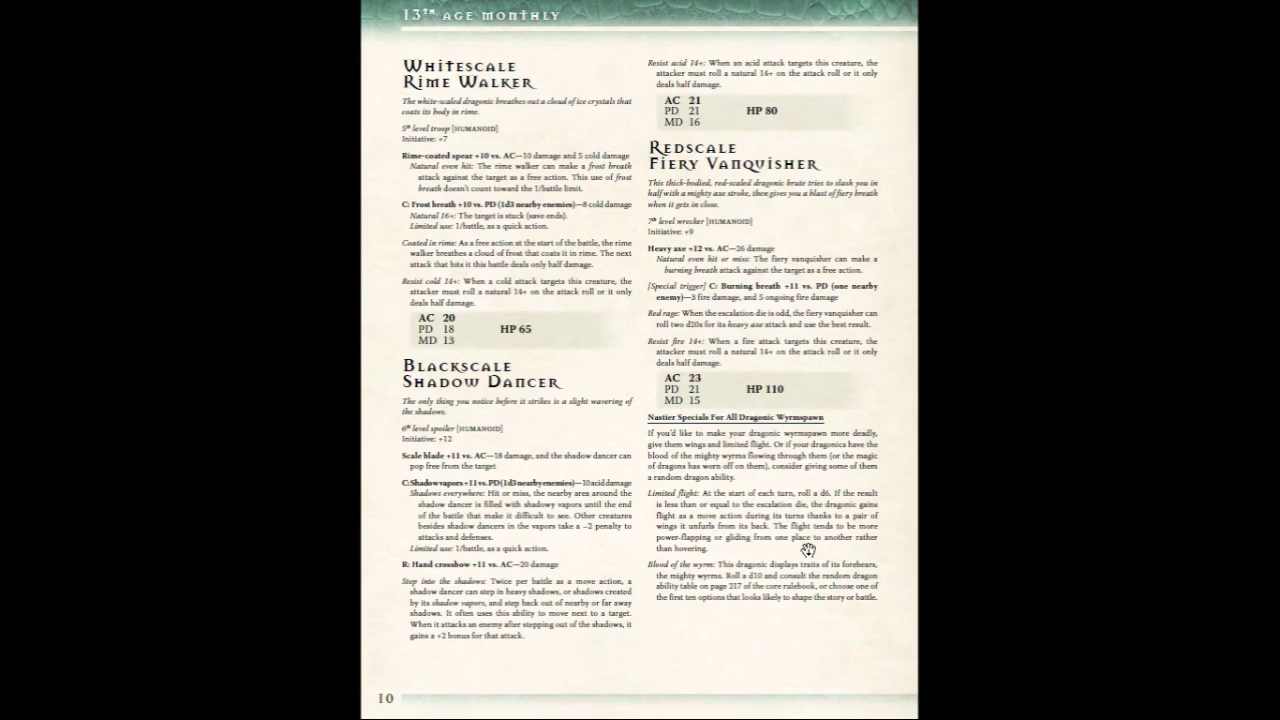 13TH AGE MONTHLY
WHITESCALE
RIME WALKER
The white-scaled dragonic breathes out a cloud of ice crystals that
coats its body in rime.
5th level troop [HUMANOID]
Initiative: +7
Rime-coated spear +10 vs. AC—10 damage and 5 cold damage
Natural even hit: The rime walker can make a frost breath
attack against the target as a free action. This use of frost
breath doesn't count toward the 1/battle limit.
C: Frost breath +10 vs. PD (1d3 nearby enemies)—8 cold damage
Natural 16+: The target is stuck (save ends).
Limited use: 1/battle, as a quick action.
Coated in rime: As a free action at the start of the battle, the rime
walker breathes a cloud of frost that coats it in rime. The next
attack that hits it this battle deals only half damage.
Resist cold 14+: When a cold attack targets this creature, the
attacker must roll a natural 14+ on the attack roll or it only
deals half damage.
AC 20
PD 18 HP 65
MD 13
BLACKSCALE
SHADOW DANCER
The only thing you notice before it strikes is a slight wavering of
the shadows.
6th level spoiler [HUMANOID]
Initiative: +12
Scale blade +11 vs. AC—18 damage, and the shadow dancer can
pop free from the target
C: Shadow vapors +11 vs. PD (1d3 nearby enemies)—10 acid damage
Shadows everywhere: Hit or miss, the nearby area around the
shadow dancer is filled with shadowy vapors until the end
of the battle that make it difficult to see. Other creatures
besides shadow dancers in the vapors take a –2 penalty to
attacks and defenses.
Limited use: 1/battle, as a quick action.
R: Hand crossbow +11 vs. AC—20 damage
Step into the shadows: Twice per battle as a move action, a
shadow dancer can step in heavy shadows, or shadows created
by its shadow vapors, and step back out of nearby or far away
shadows. It often uses this ability to move next to a target.
When it attacks an enemy after stepping out of the shadows, it
gains a +2 bonus for that attack.
Resist acid 14+: When an acid attack targets this creature, the
attacker must roll a natural 14+ on the attack roll or it only
deals half damage.
AC 21
PD 21 HP 80
MD 16
REDSCALE
FIERY VANQUISHER
This thick-bodied, red-scaled dragonic brute tries to slash you in
half with a mighty axe stroke, then gives you a blast of fiery breath
when it gets in close.
7th level wrecker [HUMANOID]
Initiative: +9
Heavy axe +12 vs. AC—26 damage
Natural even hit or miss: The fiery vanquisher can make a
burning breath attack against the target as a free action.
[Special trigger] C: Burning breath +11 vs. PD (one nearby
enemy)—3 fire damage, and 5 ongoing fire damage
Red rage: When the escalation die is odd, the fiery vanquisher can
roll two d20s for its heavy axe attack and use the best result.
Resist fire 14+: When a fire attack targets this creature, the
attacker must roll a natural 14+ on the attack roll or it only
deals half damage.
AC 23
PD 21 HP 110
MD 15
Nastier Specials For All Dragonic Wyrmspawn
If you'd like to make your dragonic wyrmspawn more deadly,
give them wings and limited flight. Or if your dragonics have the
blood of the mighty wyrms flowing through them (or the magic
of dragons has worn off on them), consider giving some of them
a random dragon ability.
Limited flight: At the start of each turn, roll a d6. If the result
is less than or equal to the escalation die, the dragonic gains
flight as a move action during its turns thanks to a pair of
wings it unfurls from its back. The flight tends to be more
power-flapping or gliding from one place to another rather
than hovering.
Blood of the wyrm: This dragonic displays traits of its forebears,
the mighty wyrms. Roll a d10 and consult the random dragon
ability table on page 217 of the core rulebook, or choose one of
the first ten options that looks likely to shape the story or battle.
10